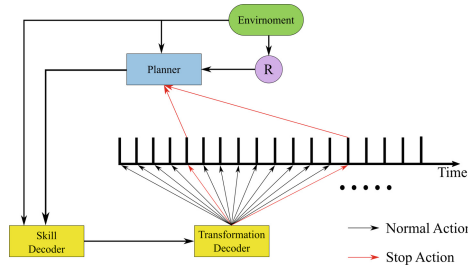 Envirnoment
Planner
R
Time
Skill
Decoder
Transformation
Decoder
Normal Action
Stop Action